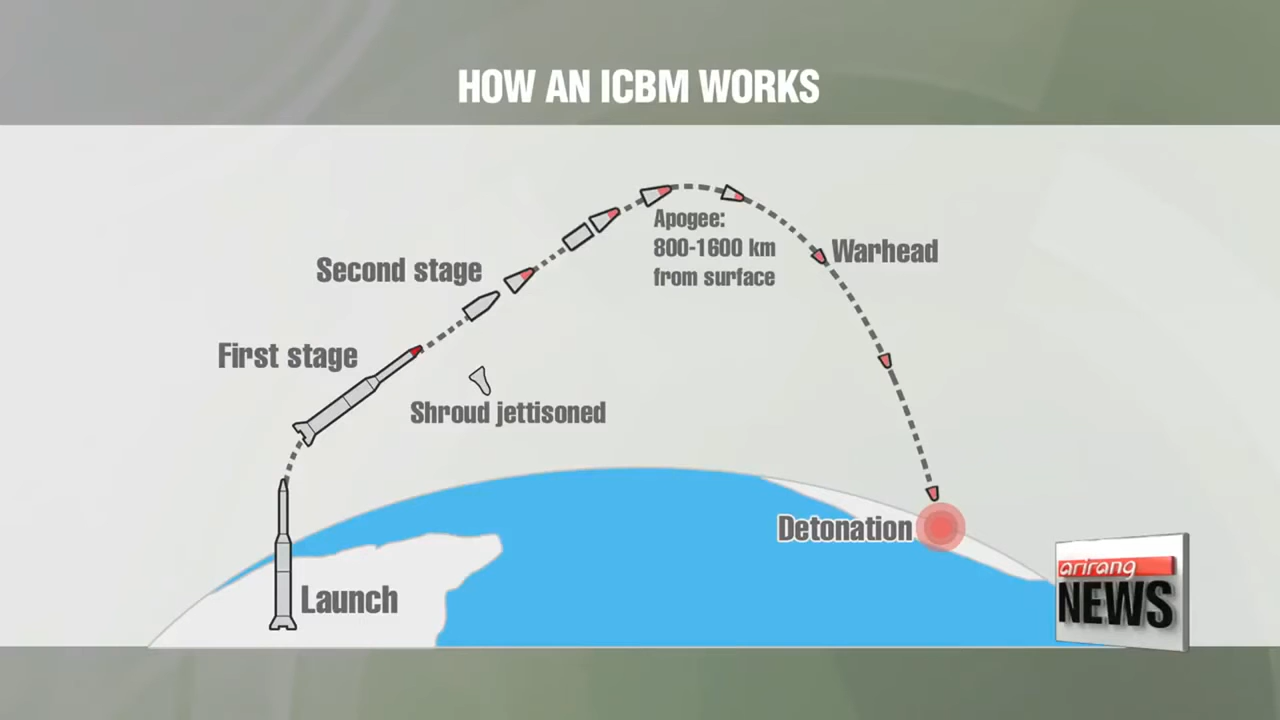 HOW AN ICBM WORKS
Apogee:
800-1600 km
from surface
Warhead
Second stage
First stage
Shroud jettisoned
Detonation
Launch
arirang
NEWS